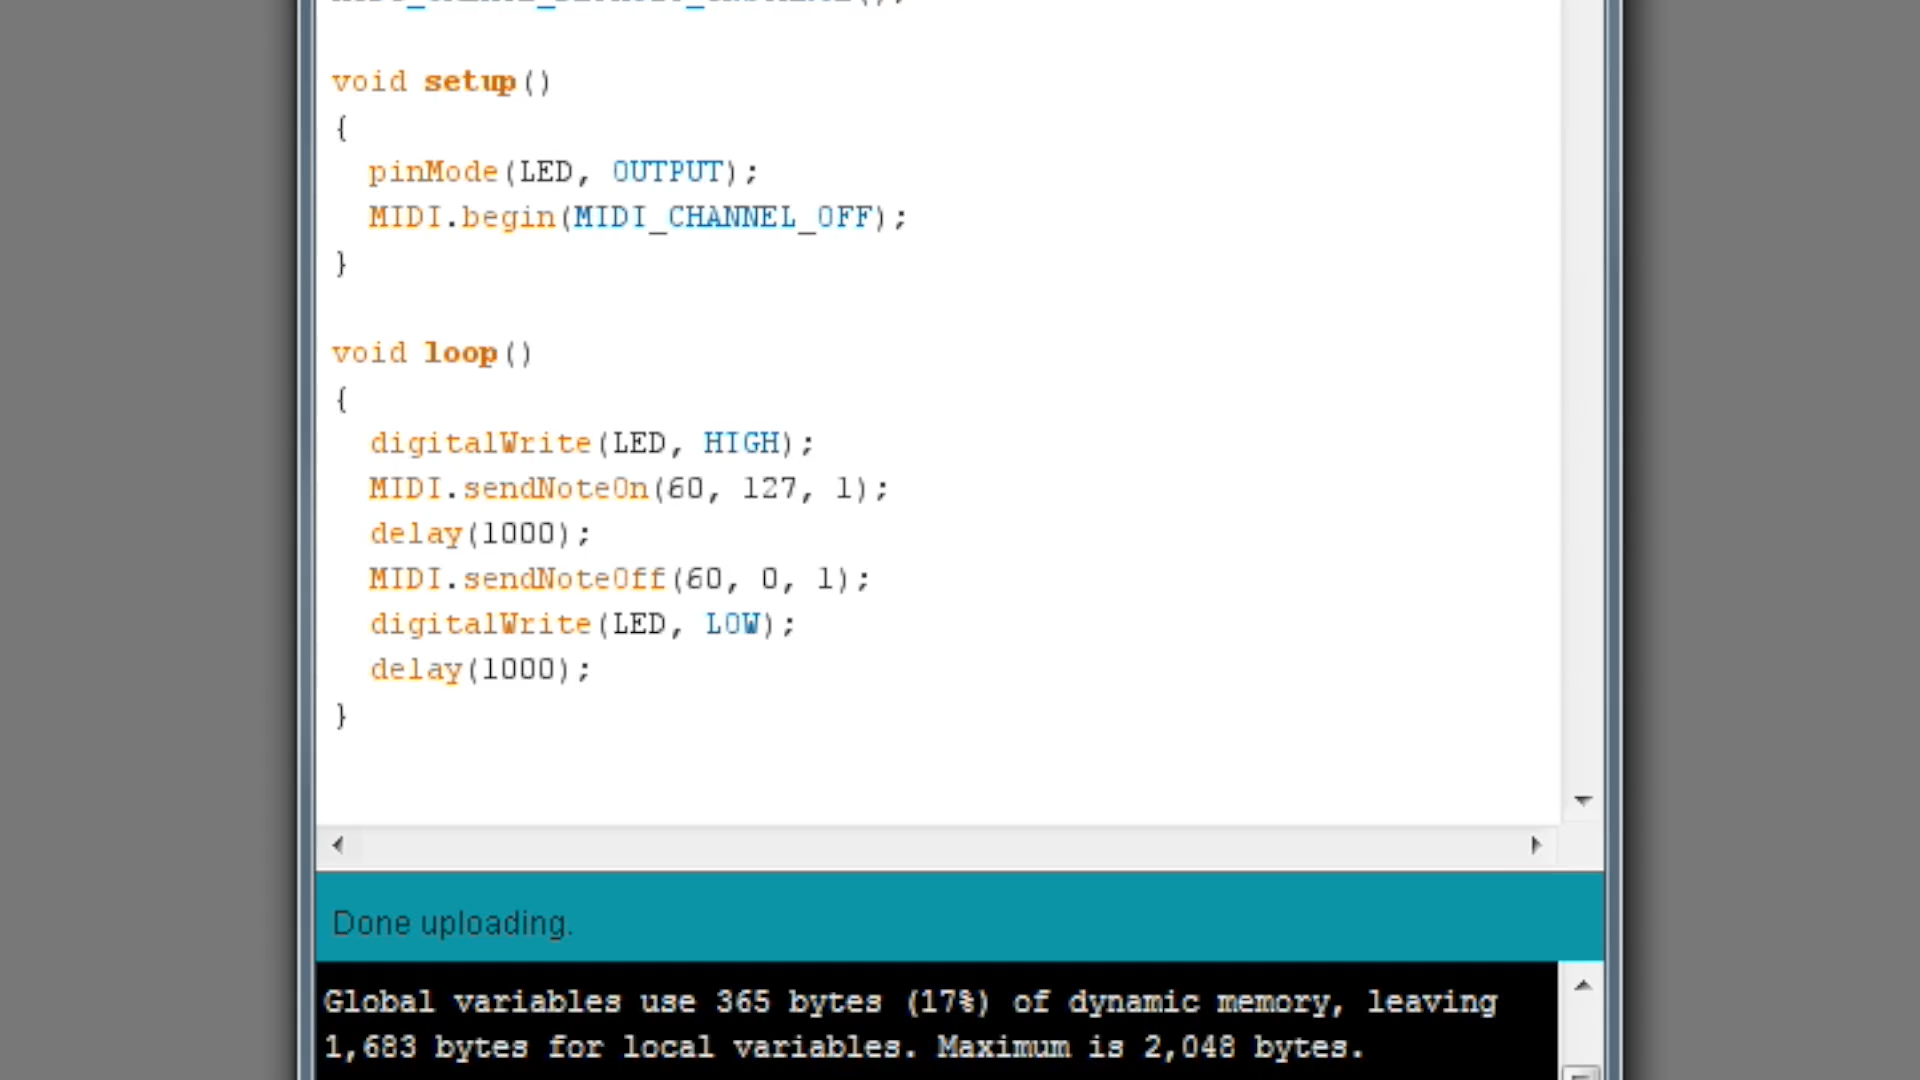 void setup()
{
pinMode(LED, OUTPUT);
MIDI.begin(MIDI_CHANNEL_OFF);
}
void loop()
{
digitalWrite(LED, HIGH);
MIDI.sendNoteOn(60, 127, 1);
delay(1000);
MIDI.sendNoteOff(60, 0, 1);
digitalWrite(LED, LOW);
delay(1000);
}
Done uploading.
Global variables use 365 bytes (17%) of dynamic memory, leaving
1,683 bytes for local variables. Maximum is 2,048 bytes.